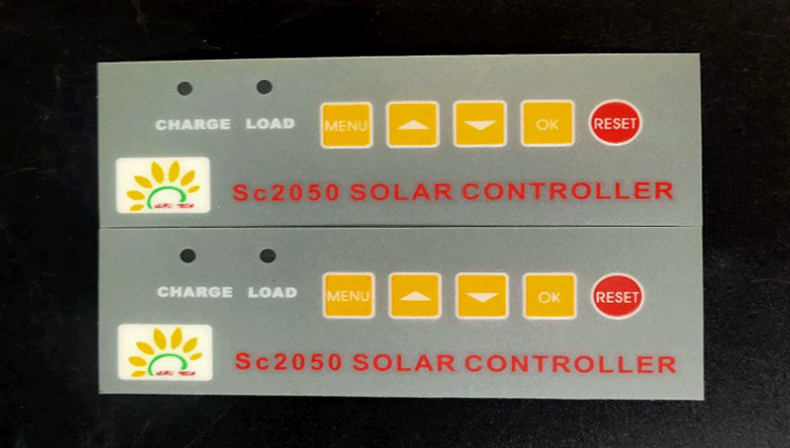 CHARGE LOAD MENU OK RESET
Sc2050 SOLAR CONTROLLER
CHARGE LOAD MENU OK RESET
Sc2050 SOLAR CONTROLLER